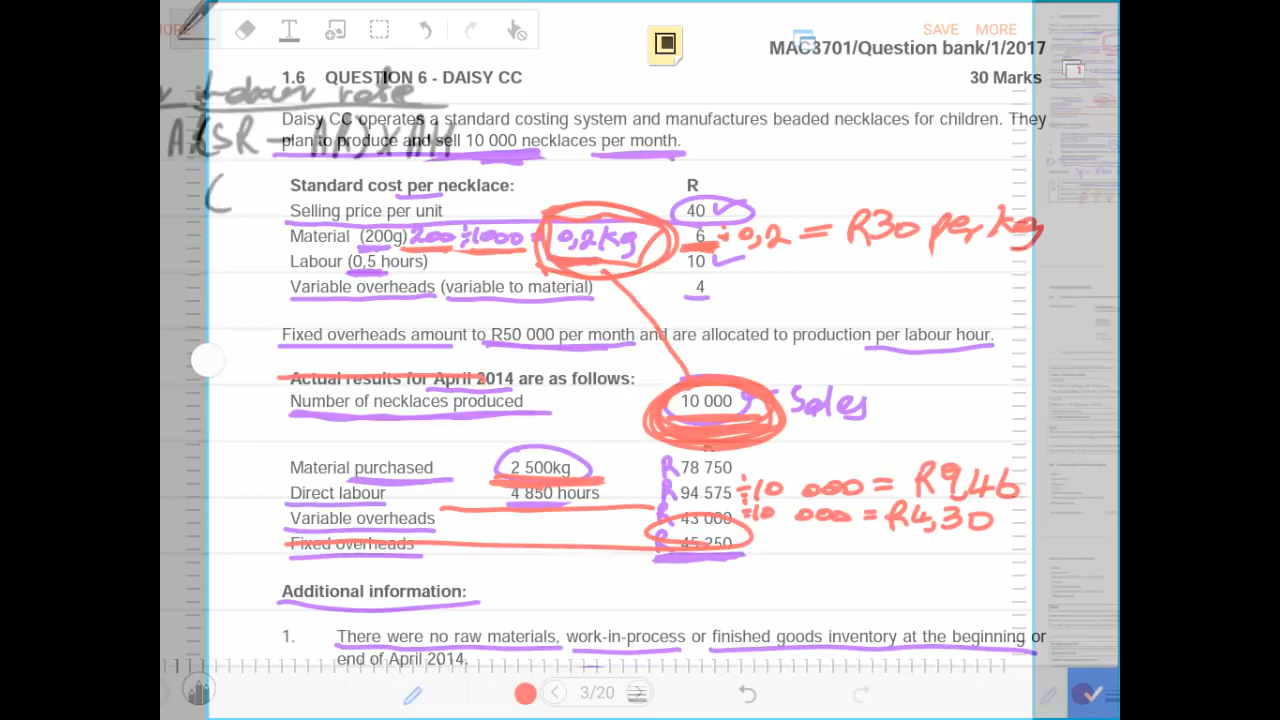 SAVE MORE
MAC3701/Question bank/1/2017
1.6 QUESTION 6 - DAISY CC 30 Marks
labour rate
Daisy CC operates a standard costing system and manufactures beaded necklaces for children. They
plan to produce and sell 10 000 necklaces per month.
(
Standard cost per necklace: R
Selling price per unit 40
Material (200g) 200 ÷ 1000 = 0,2 kg 6 ÷ 0,2 = R30 per kg
Labour (0,5 hours) 10
Variable overheads (variable to material) 4
Fixed overheads amount to R50 000 per month and are allocated to production per labour hour.
Actual results for April 2014 are as follows:
Number of necklaces produced 10 000 Sales
Material purchased 2 500kg R 78 750
Direct labour 4 850 hours R 94 575 ÷ 10 000 = R9,46
Variable overheads R 43 000 ÷ 10 000 = R4,30
Fixed overheads R 45 250
Additional information:
1. There were no raw materials, work-in-process or finished goods inventory at the beginning or
end of April 2014.
3/20